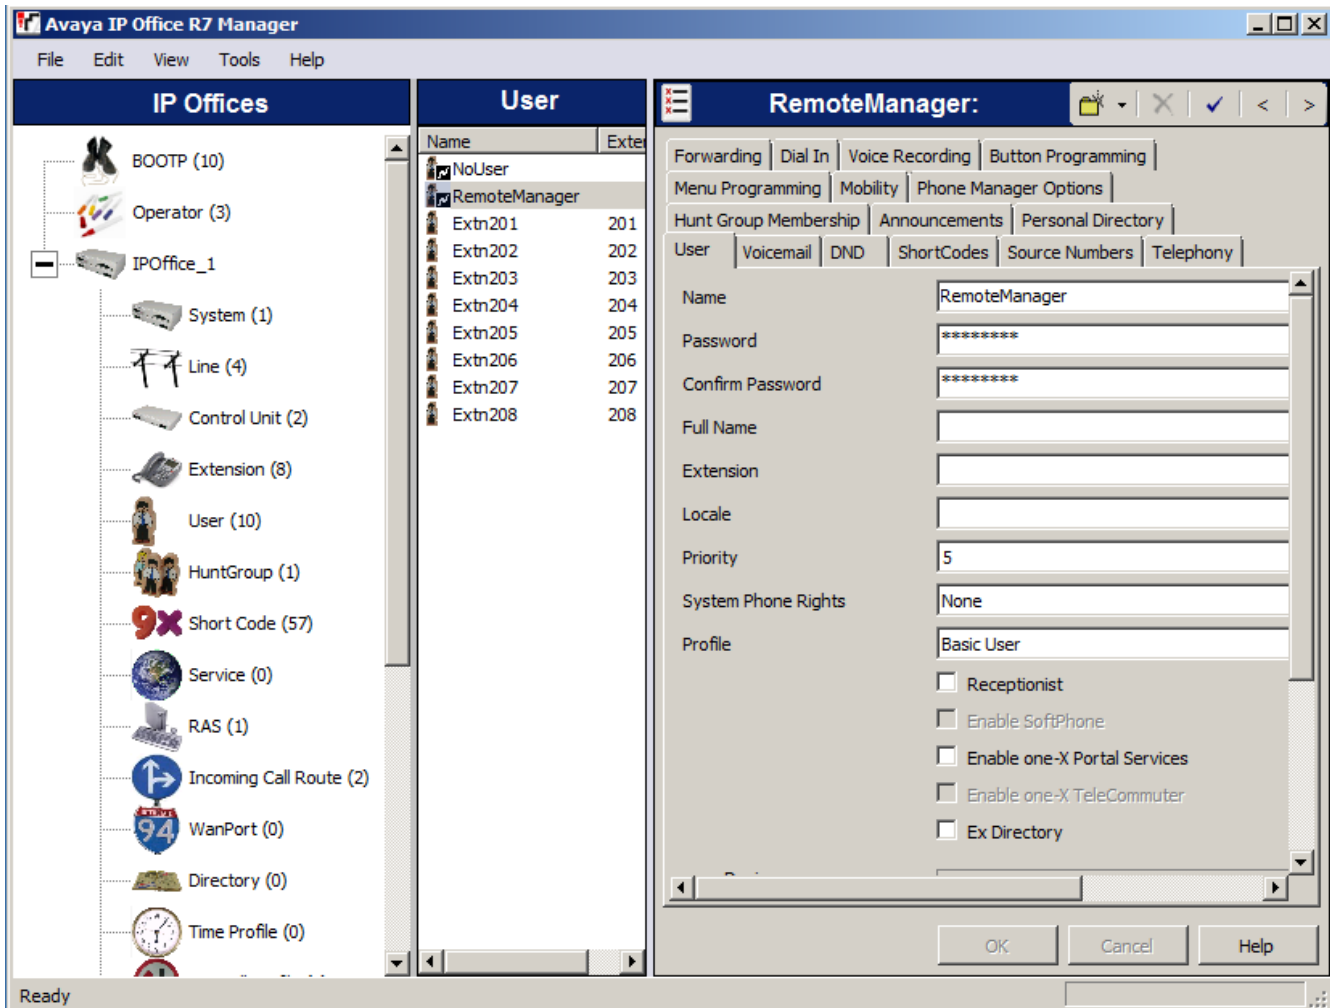 Avaya IP Office R7 Manager
File Edit View Tools Help
IP Offices
BOOTP (10)
Operator (3)
IPOffice_1
System (1)
Line (4)
Control Unit (2)
Extension (8)
User (10)
HuntGroup (1)
9x Short Code (57)
Service (0)
RAS (1)
Incoming Call Route (2)
94 WanPort (0)
Directory (0)
Time Profile (0)
User
Name Exter
NoUser
RemoteManager
Extn201 201
Extn202 202
Extn203 203
Extn204 204
Extn205 205
Extn206 206
Extn207 207
Extn208 208
RemoteManager:
Forwarding Dial In Voice Recording Button Programming
Menu Programming Mobility Phone Manager Options
Hunt Group Membership Announcements Personal Directory
User Voicemail DND ShortCodes Source Numbers Telephony
Name RemoteManager
Password ********
Confirm Password ********
Full Name
Extension
Locale
Priority 5
System Phone Rights None
Profile Basic User
Receptionist
Enable SoftPhone
Enable one-X Portal Services
Enable one-X TeleCommuter
Ex Directory
OK Cancel Help
Ready